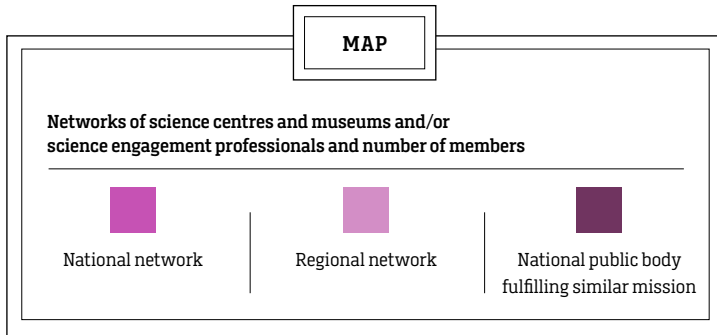 MAP
Networks of science centres and museums and/or
science engagement professionals and number of members
National network
Regional network
National public body
fulfilling similar mission